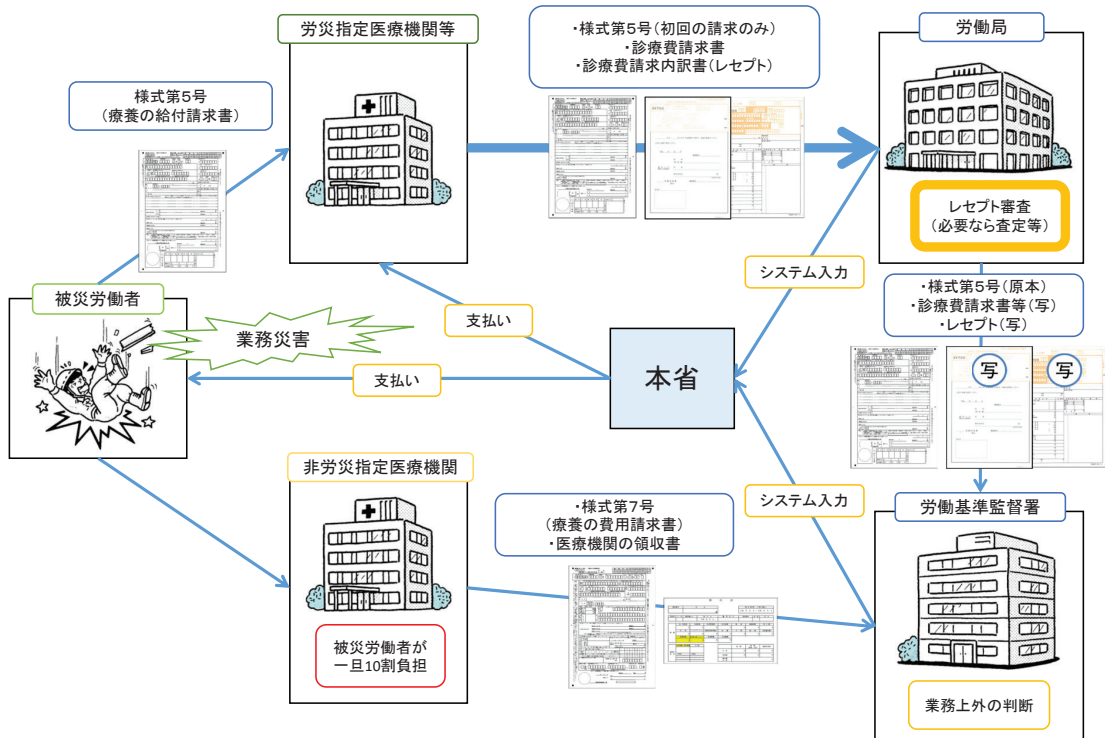 労災指定医療機関等
・様式第5号(初回の請求のみ)
・診療費請求書
・診療費請求内訳書(レセプト)
労働局
様式第5号
(療養の給付請求書)
レセプト審査
(必要なら査定等)
システム入力
・様式第5号(原本)
・診療費請求書等(写)
・レセプト(写)
被災労働者
業務災害
支払い
支払い
本省
写
写
非労災指定医療機関
・様式第7号
(療養の費用請求書)
・医療機関の領収書
システム入力
労働基準監督署
被災労働者が
一旦10割負担
業務上外の判断